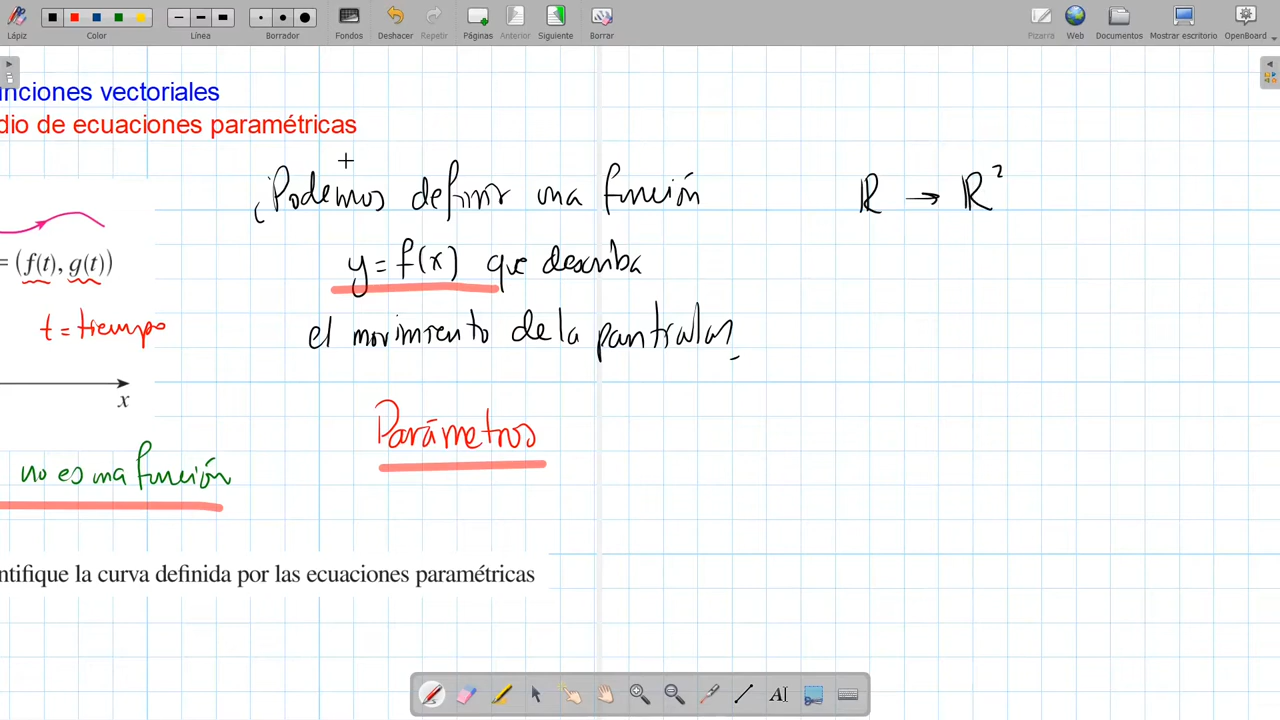 Lápiz
Color
Línea
Borrador
Fondos
Deshacer
Repetir
Páginas
Anterior
Siguiente
Borrar
Pizarra
Web
Documentos
Mostrar escritorio
OpenBoard
nciones vectoriales
dio de ecuaciones paramétricas
¿Podemos definir una función
ℝ → ℝ²
= (f(t), g(t))
y = f(x) que describa
t = tiempo
el movimiento de la
x
Parámetros
no es una función
ntifique la curva definida por las ecuaciones paramétricas